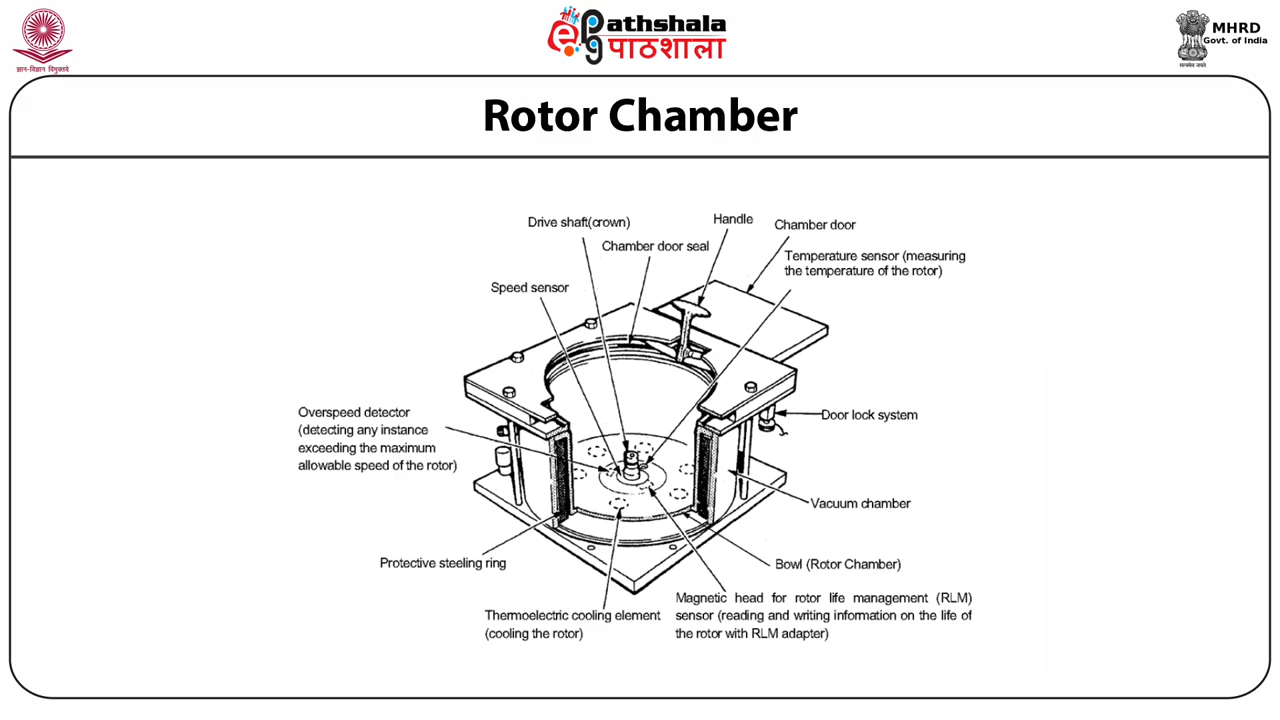 ज्ञान-विज्ञान विमुक्तये
ePathshala
पाठशाला
MHRD
Govt. of India
सत्यमेव जयते
Rotor Chamber
Drive shaft(crown)
Handle
Chamber door
Chamber door seal
Temperature sensor (measuring
the temperature of the rotor)
Speed sensor
Overspeed detector
(detecting any instance
exceeding the maximum
allowable speed of the rotor)
Door lock system
Vacuum chamber
Protective steeling ring
Bowl (Rotor Chamber)
Thermoelectric cooling element
(cooling the rotor)
Magnetic head for rotor life management (RLM)
sensor (reading and writing information on the life of
the rotor with RLM adapter)